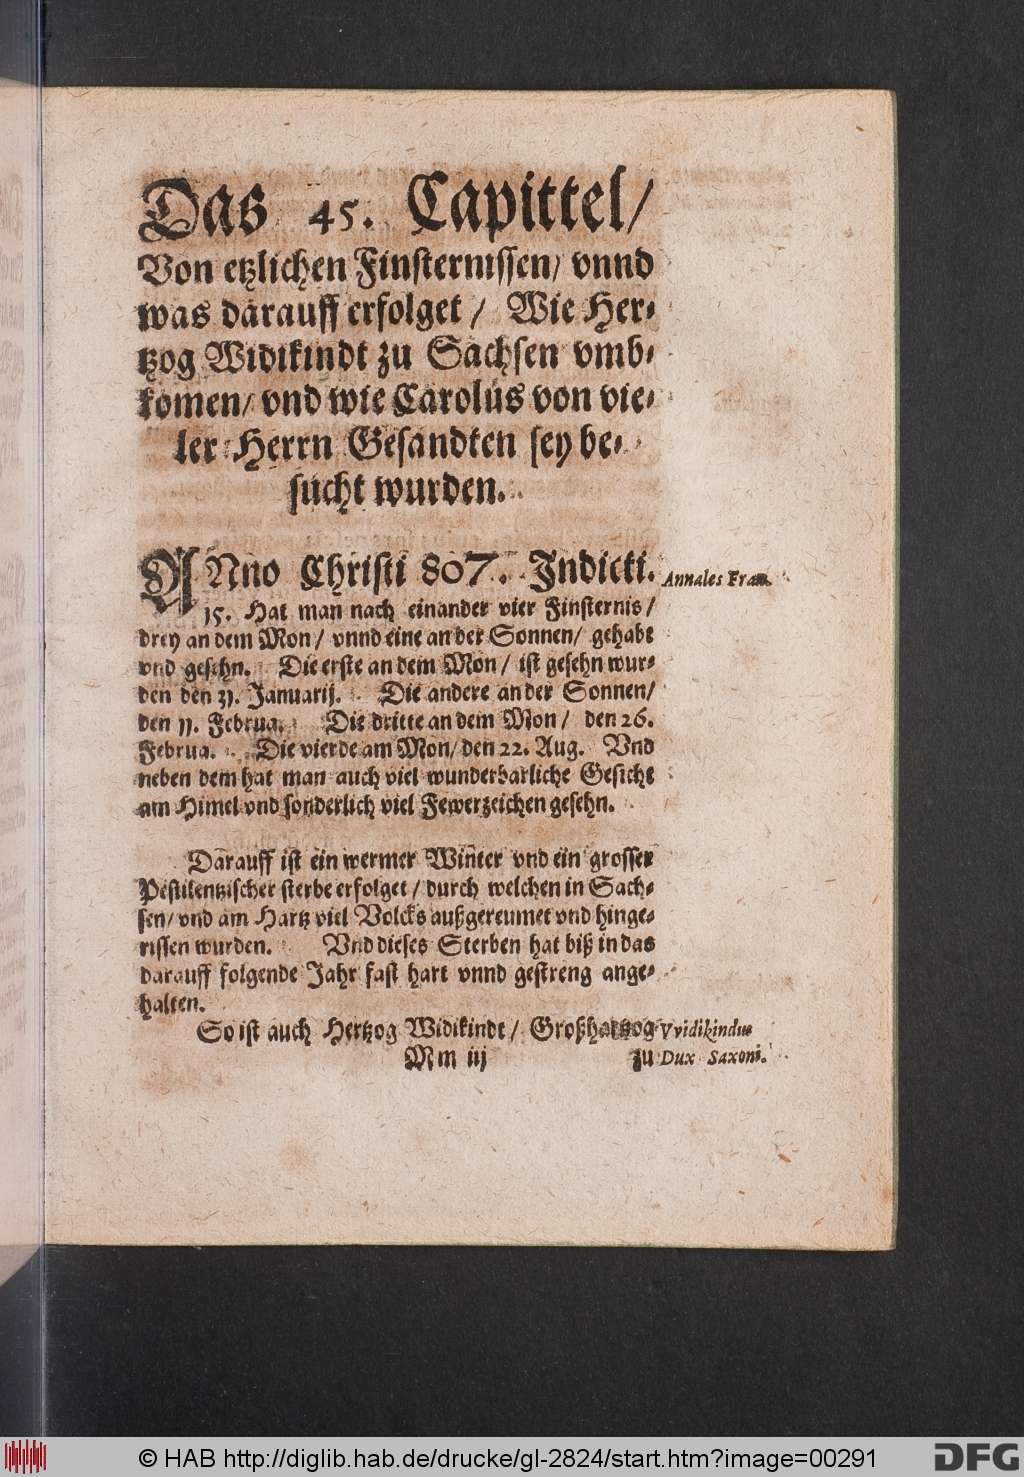 Das 45. Capittel/
Von etzlichen Finsternissen/ vnnd
was darauff erfolget / Wie Her-
tzog Widikindt zu Sachsen vmb-
komen/ vnd wie Carolus von vie-
ler Herrn Gesandten sey be-
sucht wurden.
ANno Christi 807. Indicti. Annales Fran.
15. Hat man nach einander vier Finsternis /
drey an dem Mon / vnnd eine an der Sonnen/ gehabt
vnd gesehn. Die erste an dem Mon / ist gesehn wur-
den den 31. Januarij. Die andere an der Sonnen/
den 11. Februa. Die dritte an dem Mon / den 26.
Februa. Die vierde am Mon/ den 22. Aug. Vnd
neben dem hat man auch viel wunderbarliche Gesicht
am Himel vnd sonderlich viel Fewerzeichen gesehn.
Darauff ist ein wermer Winter vnd ein grosser
Pestilentzischer sterbe erfolget / durch welchen in Sach-
sen/ vnd am Hartz viel Volcks außgereumet vnd hinge-
rissen wurden. Vnd dieses Sterben hat biß in das
darauff folgende Jahr fast hart vnnd gestreng ange-
halten.
So ist auch Hertzog Widikindt / Großhertzog Vvidikindus
Mm iij zu Dux Saxoni.
© HAB http://diglib.hab.de/drucke/gl-2824/start.htm?image=00291 DFG